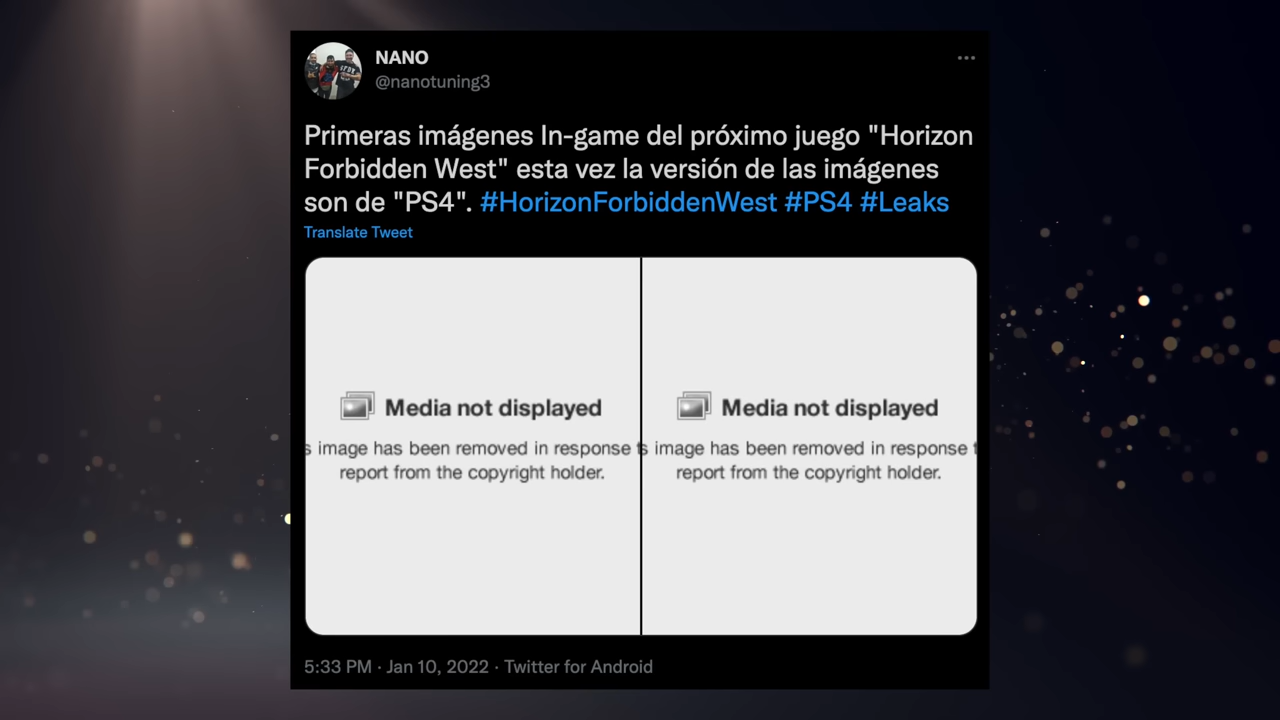 NANO
@nanotuning3
Primeras imágenes In-game del próximo juego "Horizon
Forbidden West" esta vez la versión de las imágenes
son de "PS4". #HorizonForbiddenWest #PS4 #Leaks
Translate Tweet
Media not displayed
s image has been removed in response t
report from the copyright holder.
Media not displayed
s image has been removed in response t
report from the copyright holder.
5:33 PM · Jan 10, 2022 · Twitter for Android